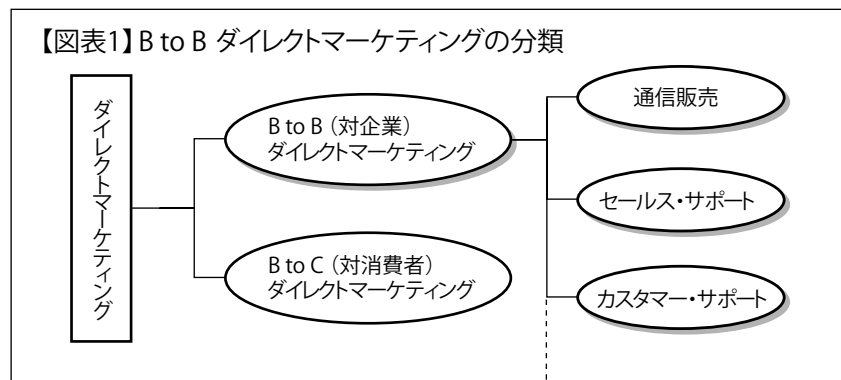 【図表1】B to B ダイレクトマーケティングの分類
ダイレクトマーケティング
B to B（対企業）
ダイレクトマーケティング
B to C（対消費者）
ダイレクトマーケティング
通信販売
セールス・サポート
カスタマー・サポート